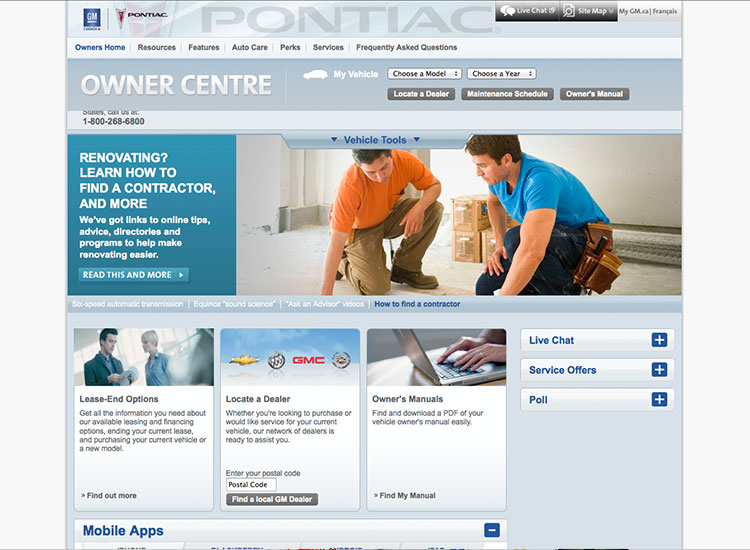 GM
CANADA
PONTIAC
PONTIAC
Live Chat
Site Map
My GM.ca | Français
Owners Home | Resources | Features | Auto Care | Perks | Services | Frequently Asked Questions
OWNER CENTRE
My Vehicle
Choose a Model
Choose a Year
Locate a Dealer
Maintenance Schedule
Owner's Manual
States, call us at:
1-800-268-6800
Vehicle Tools
RENOVATING?
LEARN HOW TO
FIND A CONTRACTOR,
AND MORE
We've got links to online tips,
advice, directories and
programs to help make
renovating easier.
READ THIS AND MORE
Six-speed automatic transmission | Equinox "sound science" | "Ask an Advisor" videos | How to find a contractor
Lease-End Options
Get all the information you need about
our available leasing and financing
options, ending your current lease,
and purchasing your current vehicle or
a new model.
» Find out more
GMC
Locate a Dealer
Whether you're looking to purchase or
would like service for your current
vehicle, our network of dealers is
ready to assist you.
Enter your postal code
Postal Code
Find a local GM Dealer
Owner's Manuals
Find and download a PDF of your
vehicle owner's manual easily.
» Find My Manual
Live Chat
Service Offers
Poll
Mobile Apps